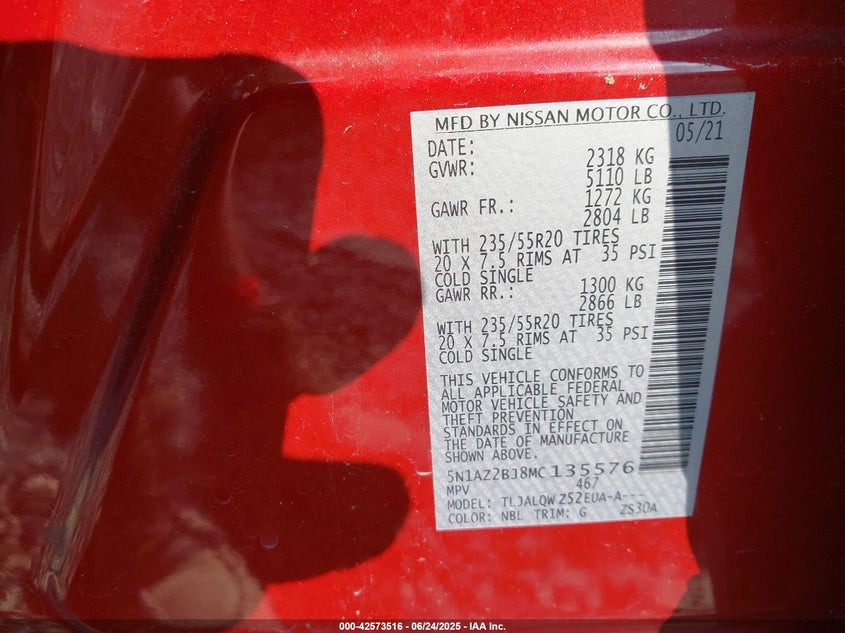 MFD BY NISSAN MOTOR CO., LTD.
DATE: 05/21
GVWR: 2318 KG
5110 LB
GAWR FR.: 1272 KG
2804 LB
WITH 235/55R20 TIRES
20 X 7.5 RIMS AT 35 PSI
COLD SINGLE
GAWR RR.: 1300 KG
2866 LB
WITH 235/55R20 TIRES
20 X 7.5 RIMS AT 35 PSI
COLD SINGLE
THIS VEHICLE CONFORMS TO
ALL APPLICABLE FEDERAL
MOTOR VEHICLE SAFETY AND
THEFT PREVENTION
STANDARDS IN EFFECT ON
THE DATE OF MANUFACTURE
SHOWN ABOVE.
5N1AZ2BJ8MC135576
MPV 467
MODEL: TLJALQW Z52EUA-A---
COLOR: NBL TRIM: G ZS30A
000-42573516 - 06/24/2025 - IAA Inc.